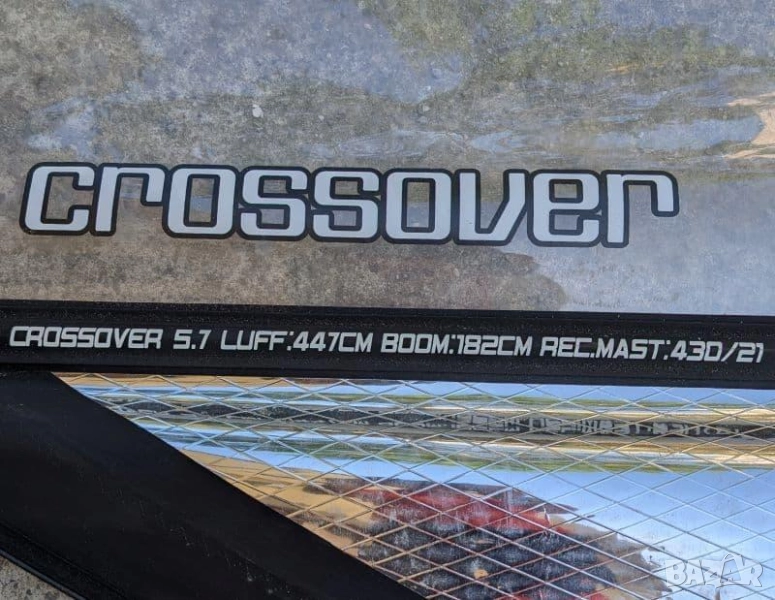 crossover
CROSSOVER 5.7 LUFF:447CM BOOM:182CM REC.MAST:430/21
BAZAR